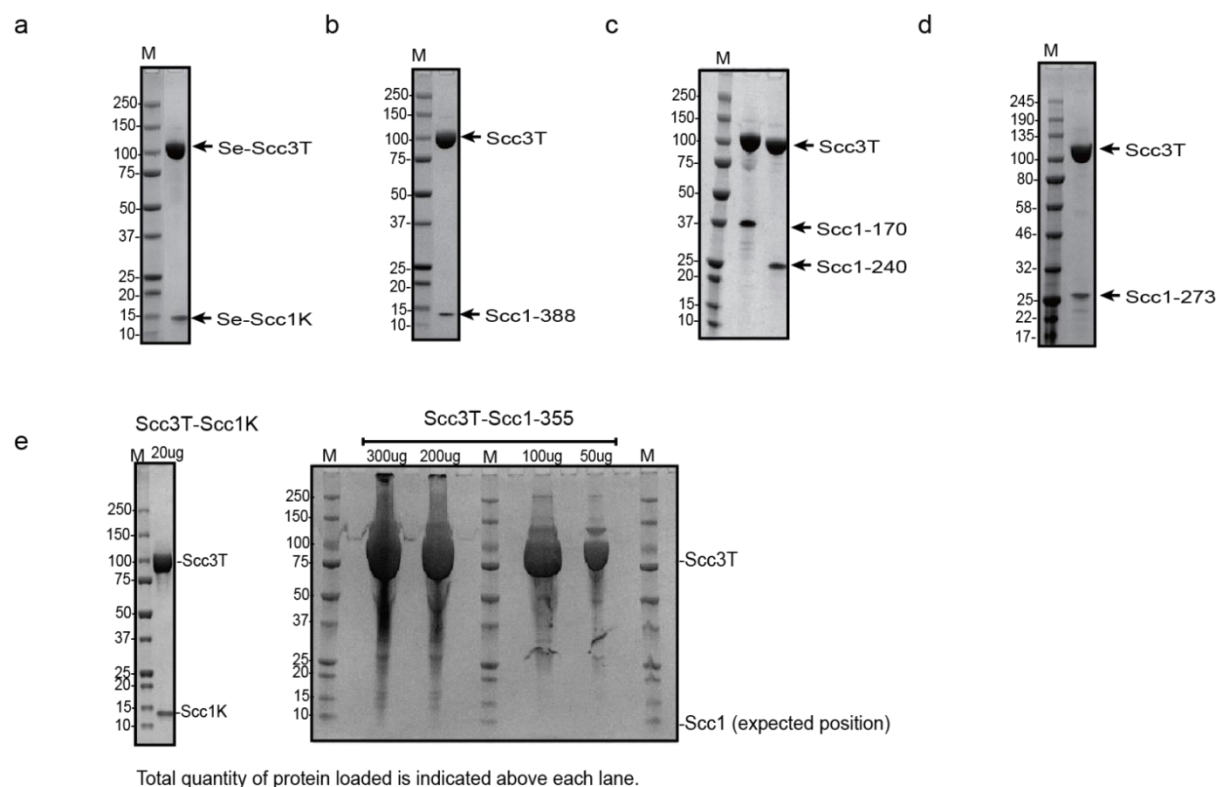 a
M
250-
150-
100-
75-
50-
37-
25-
20-
15-
10-
Se-Scc3T
Se-Scc1K
b
M
250-
150-
100-
75-
50-
37-
25-
20-
15-
10-
Scc3T
Scc1-388
c
M
250-
150-
100-
75-
50-
37-
25-
20-
15-
10-
Scc3T
Scc1-170
Scc1-240
d
M
245-
190-
135-
100-
80-
58-
46-
32-
25-
22-
17-
Scc3T
Scc1-273
e
Scc3T-Scc1K
M 20ug
250-
150-
100-
75-
50-
37-
25-
20-
15-
10-
-Scc3T
-Scc1K
Scc3T-Scc1-355
M 300ug 200ug M 100ug 50ug M
250-
150-
100-
75-
50-
37-
25-
20-
15-
10-
-Scc3T
-Scc1 (expected position)
Total quantity of protein loaded is indicated above each lane.